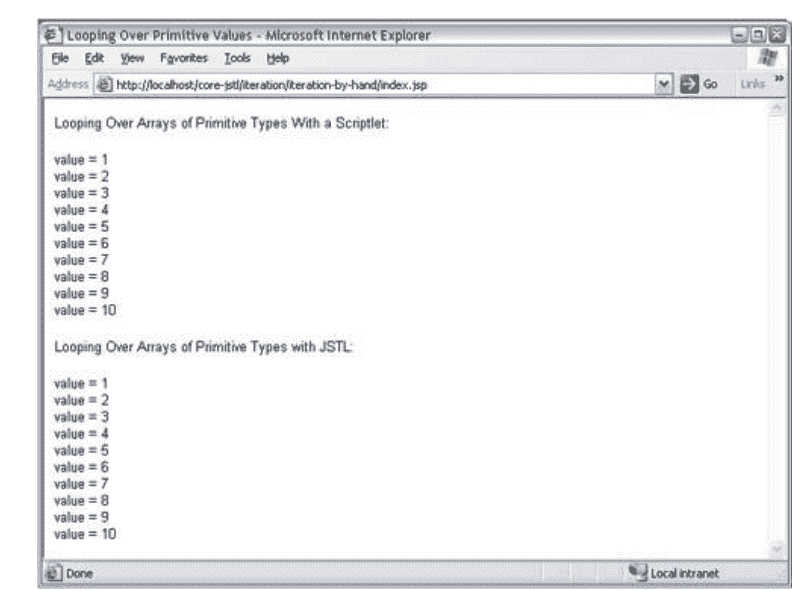 Looping Over Primitive Values - Microsoft Internet Explorer
File Edit View Favorites Tools Help
Address http://localhost/core-jstl/iteration/iteration-by-hand/index.jsp Go Links »
Looping Over Arrays of Primitive Types With a Scriptlet:
value = 1
value = 2
value = 3
value = 4
value = 5
value = 6
value = 7
value = 8
value = 9
value = 10
Looping Over Arrays of Primitive Types with JSTL:
value = 1
value = 2
value = 3
value = 4
value = 5
value = 6
value = 7
value = 8
value = 9
value = 10
Done Local intranet